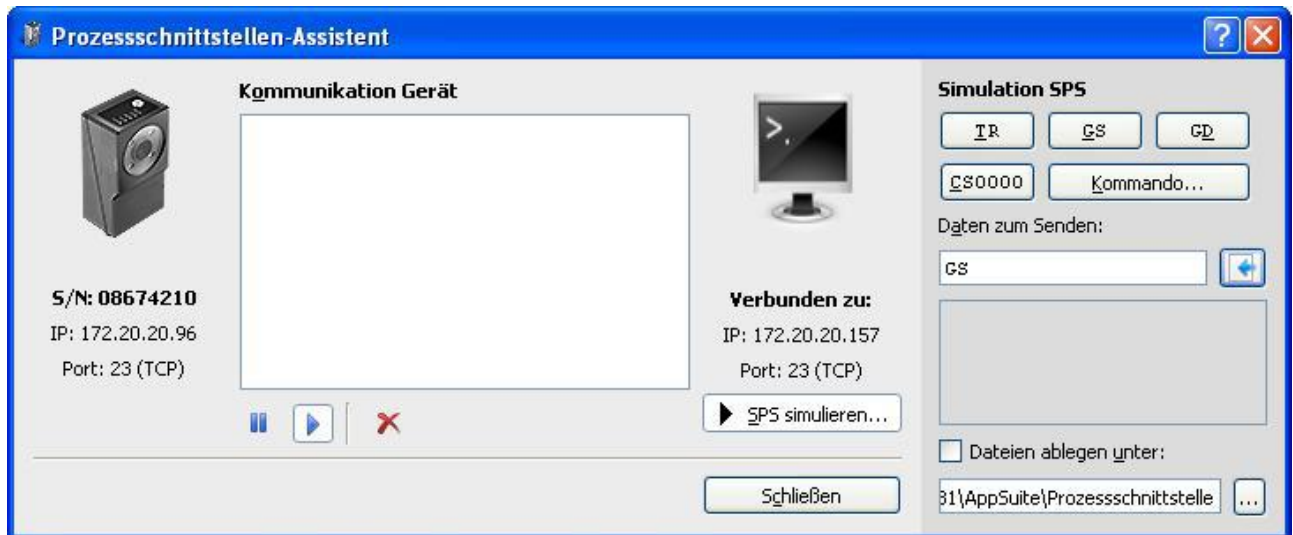 Prozessschnittstellen-Assistent
Kommunikation Gerät
S/N: 08674210
IP: 172.20.20.96
Port: 23 (TCP)
Verbunden zu:
IP: 172.20.20.157
Port: 23 (TCP)
SPS simulieren...
Schließen
Simulation SPS
TR GS GD
CS0000 Kommando...
Daten zum Senden:
GS
Dateien ablegen unter:
31\AppSuite\Prozessschnittstelle ...